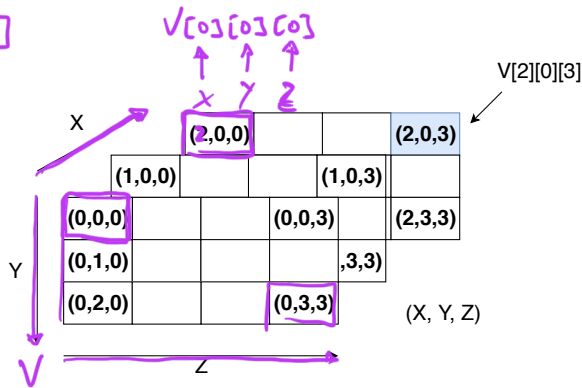 V[0][0][0]
X Y Z
V[2][0][3]
X
(2,0,0) (2,0,3)
(1,0,0) (1,0,3)
(0,0,0) (0,0,3) (2,3,3)
Y
(0,1,0) ,3,3)
(0,2,0) (0,3,3)
(X, Y, Z)
V
Z